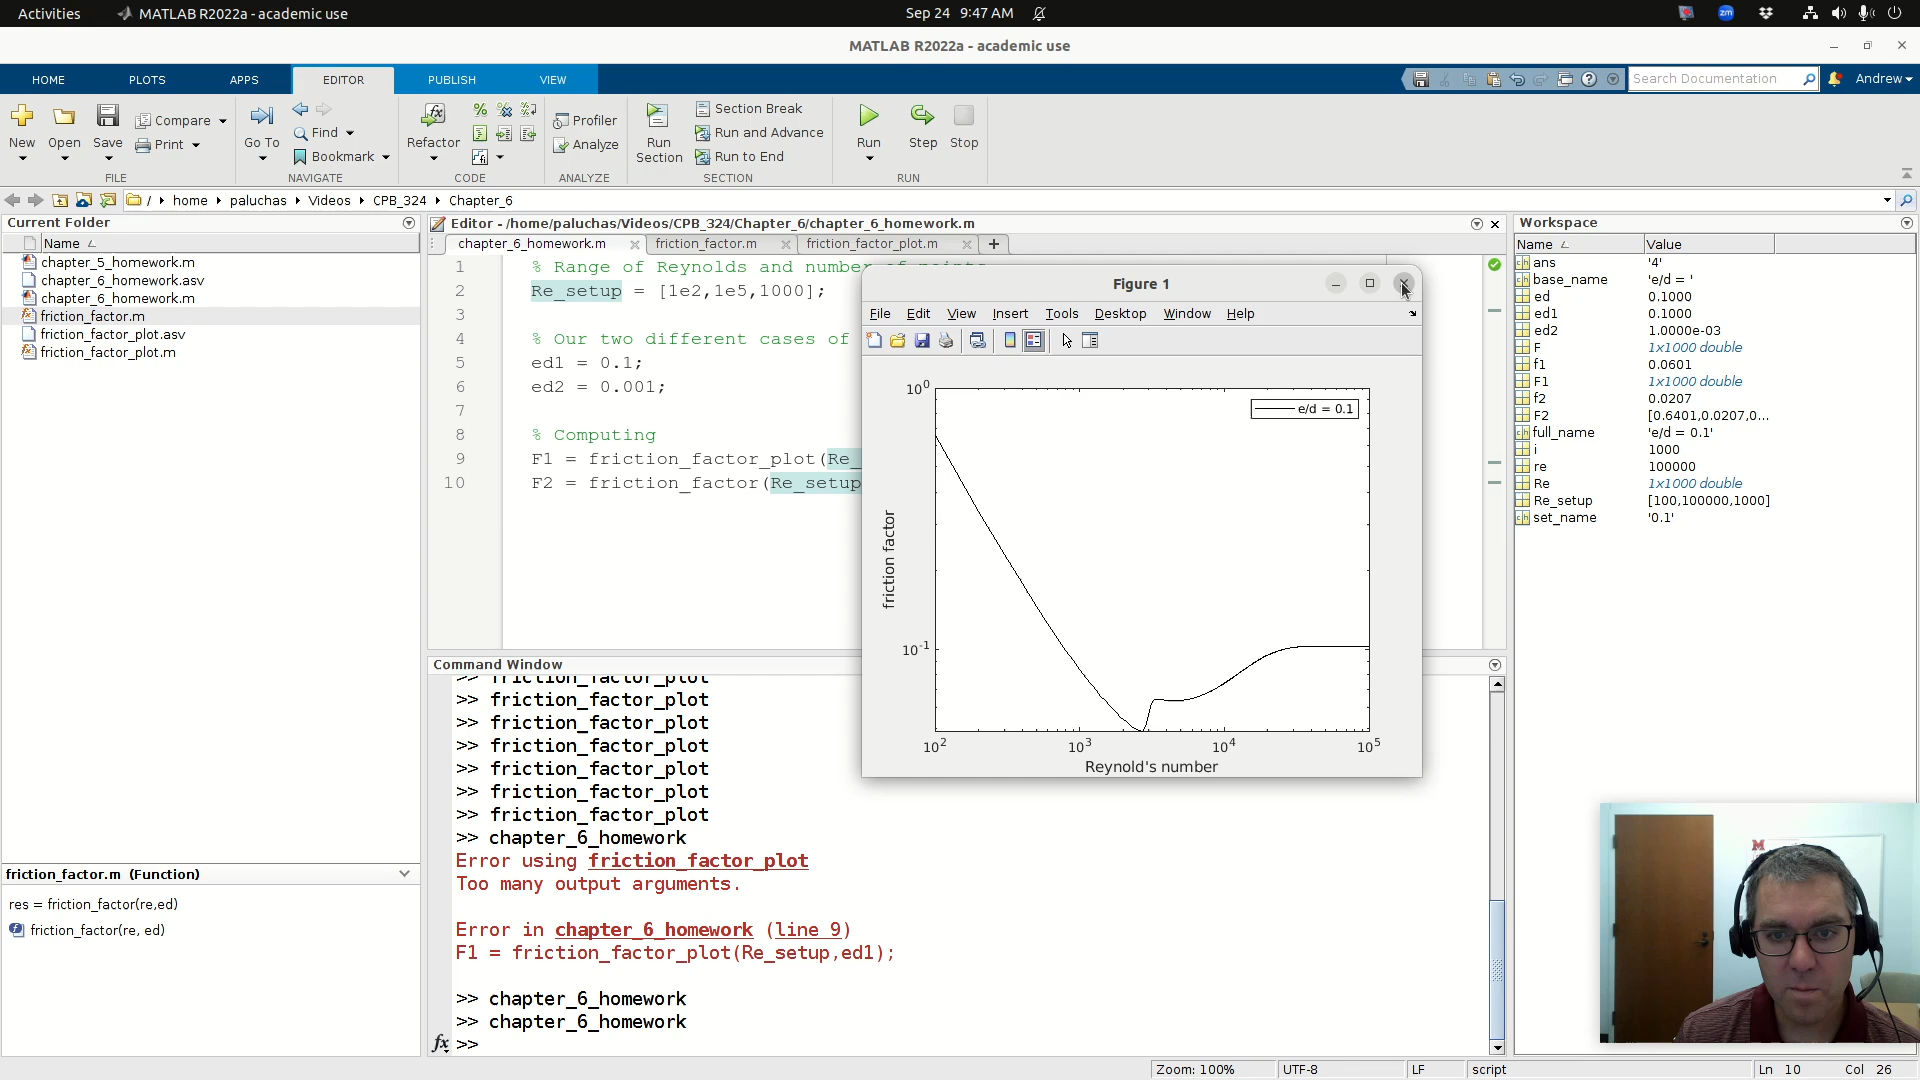 Activities MATLAB R2022a - academic use Sep 24 9:47 AM zm
MATLAB R2022a - academic use
HOME PLOTS APPS EDITOR PUBLISH VIEW Search Documentation Andrew
New Open Save Compare Print Go To Find Bookmark Refactor Profiler Analyze Run Section Section Break Run and Advance Run to End Run Step Stop
FILE NAVIGATE CODE ANALYZE SECTION RUN
/ home paluchas Videos CPB_324 Chapter_6
Current Folder
Name
chapter_5_homework.m
chapter_6_homework.asv
chapter_6_homework.m
friction_factor.m
friction_factor_plot.asv
friction_factor_plot.m
friction_factor.m (Function)
res = friction_factor(re,ed)
friction_factor(re, ed)
Editor - /home/paluchas/Videos/CPB_324/Chapter_6/chapter_6_homework.m
chapter_6_homework.m friction_factor.m friction_factor_plot.m
1 % Range of Reynolds and number of points
2 Re_setup = [1e2,1e5,1000];
3
4 % Our two different cases of
5 ed1 = 0.1;
6 ed2 = 0.001;
7
8 % Computing
9 F1 = friction_factor_plot(Re_
10 F2 = friction_factor(Re_setup
Figure 1
File Edit View Insert Tools Desktop Window Help
e/d = 0.1
10^0
10^-1
friction factor
10^2 10^3 10^4 10^5
Reynold's number
Command Window
>> friction_factor_plot
>> friction_factor_plot
>> friction_factor_plot
>> friction_factor_plot
>> friction_factor_plot
>> friction_factor_plot
>> friction_factor_plot
>> chapter_6_homework
Error using friction_factor_plot
Too many output arguments.
Error in chapter_6_homework (line 9)
F1 = friction_factor_plot(Re_setup,ed1);
>> chapter_6_homework
>> chapter_6_homework
fx >>
Workspace
Name Value
ans '4'
base_name 'e/d = '
ed 0.1000
ed1 0.1000
ed2 1.0000e-03
F 1x1000 double
f1 0.0601
F1 1x1000 double
f2 0.0207
F2 [0.6401,0.0207,0...
full_name 'e/d = 0.1'
i 1000
re 100000
Re 1x1000 double
Re_setup [100,100000,1000]
set_name '0.1'
M
Zoom: 100% UTF-8 LF script Ln 10 Col 26